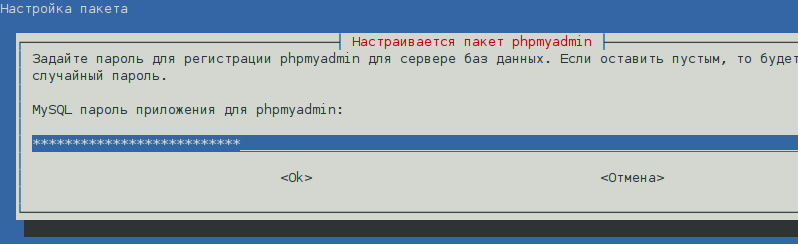 Настройка пакета
Настраивается пакет phpmyadmin
Задайте пароль для регистрации phpmyadmin для сервере баз данных. Если оставить пустым, то будет
случайный пароль.
MySQL пароль приложения для phpmyadmin:
**************************
<Ok> <Отмена>